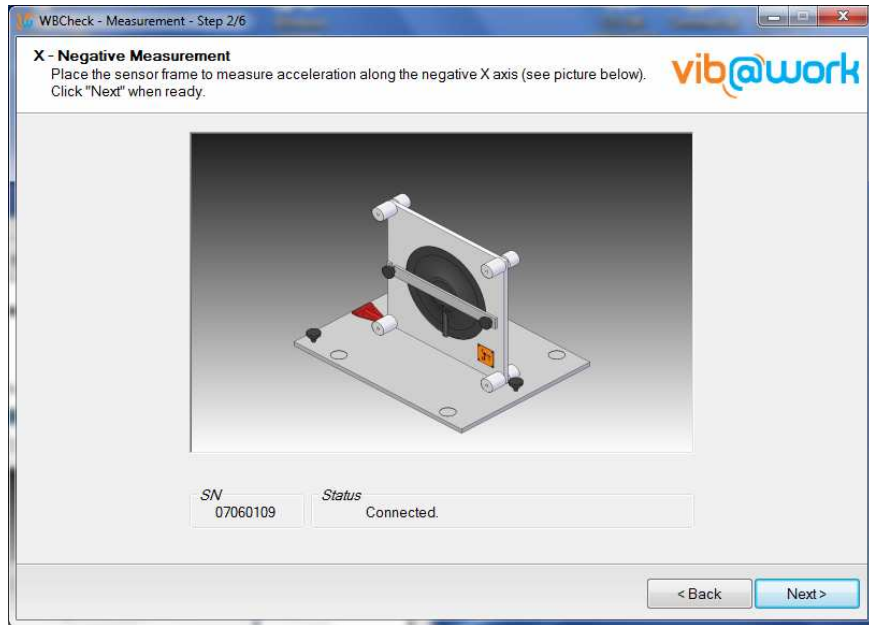 WBCheck - Measurement - Step 2/6
X - Negative Measurement
Place the sensor frame to measure acceleration along the negative X axis (see picture below).
Click "Next" when ready.
vib@work
SN
07060109
Status
Connected.
< Back
Next >